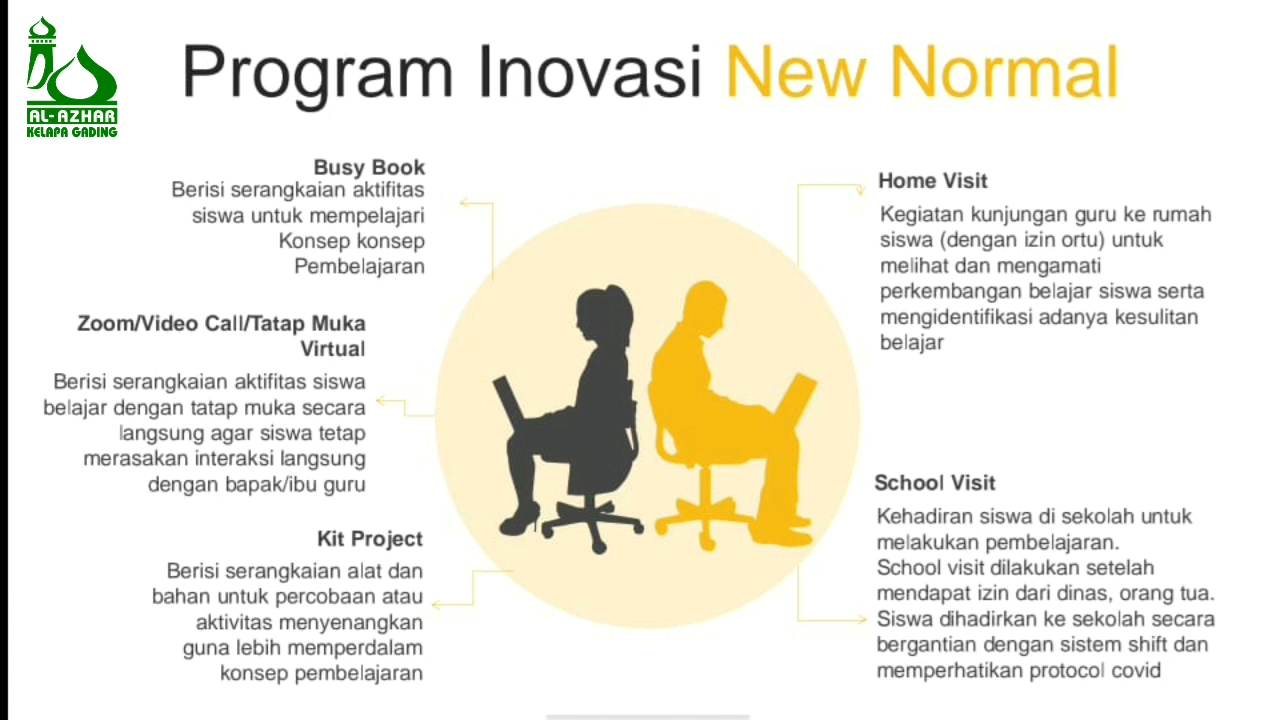 AL-AZHAR
KELAPA GADING
Program Inovasi New Normal
Busy Book
Berisi serangkaian aktifitas
siswa untuk mempelajari
Konsep konsep
Pembelajaran
Zoom/Video Call/Tatap Muka
Virtual
Berisi serangkaian aktifitas siswa
belajar dengan tatap muka secara
langsung agar siswa tetap
merasakan interaksi langsung
dengan bapak/ibu guru
Kit Project
Berisi serangkaian alat dan
bahan untuk percobaan atau
aktivitas menyenangkan
guna lebih memperdalam
konsep pembelajaran
Home Visit
Kegiatan kunjungan guru ke rumah
siswa (dengan izin ortu) untuk
melihat dan mengamati
perkembangan belajar siswa serta
mengidentifikasi adanya kesulitan
belajar
School Visit
Kehadiran siswa di sekolah untuk
melakukan pembelajaran.
School visit dilakukan setelah
mendapat izin dari dinas, orang tua.
Siswa dihadirkan ke sekolah secara
bergantian dengan sistem shift dan
memperhatikan protocol covid